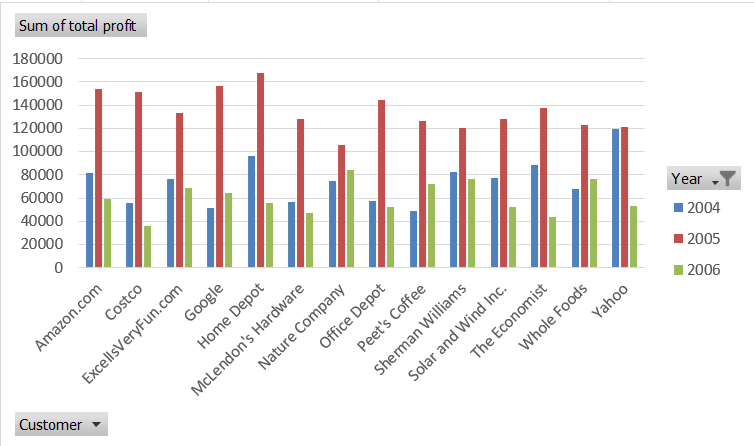 Sum of total profit
180000
160000
140000
120000
100000
80000
60000
40000
20000
0
Amazon.com
Costco
ExcelIsVeryFun.com
Google
Home Depot
McLendon's Hardware
Nature Company
Office Depot
Peet's Coffee
Sherman Williams
Solar and Wind Inc.
The Economist
Whole Foods
Yahoo
Year
2004
2005
2006
Customer